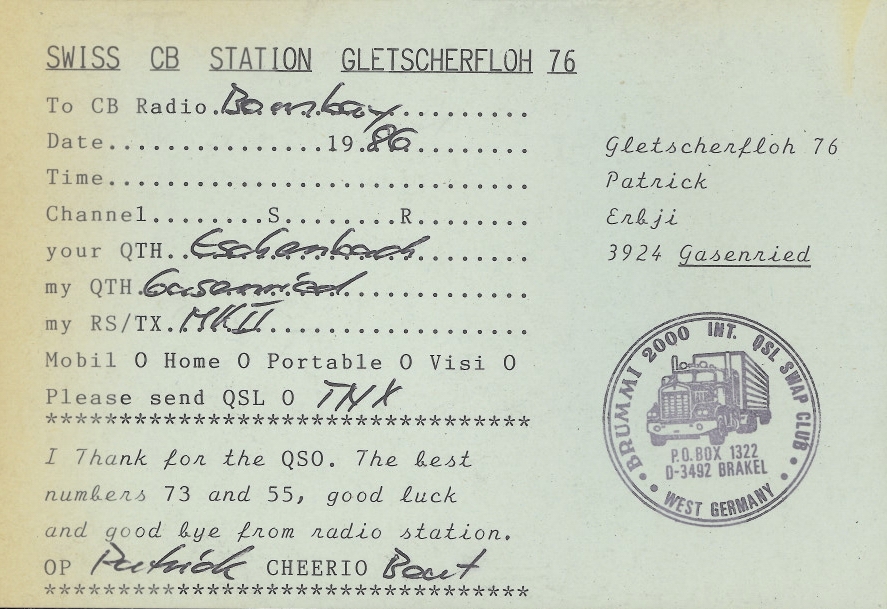 SWISS CB STATION GLETSCHERFLOH 76
To CB Radio.Bombay..........
Date...............19.86........
Time.............................
Channel........S........R........
your QTH..Eschenbach........
my QTH.Gasenried...............
my RS/TX.MKII.................
Mobil O Home O Portable O Visi O
Please send QSL O TNX
*********************************
I Thank for the QSO. The best
numbers 73 and 55, good luck
and good bye from radio station.
OP Patrick CHEERIO
*********************************
Gletscherfloh 76
Patrick
Erbji
3924 Gasenried
BRUMMI 2000 INT. QSL SWAP CLUB
P.O.BOX 1322
D-3492 BRAKEL
WEST GERMANY